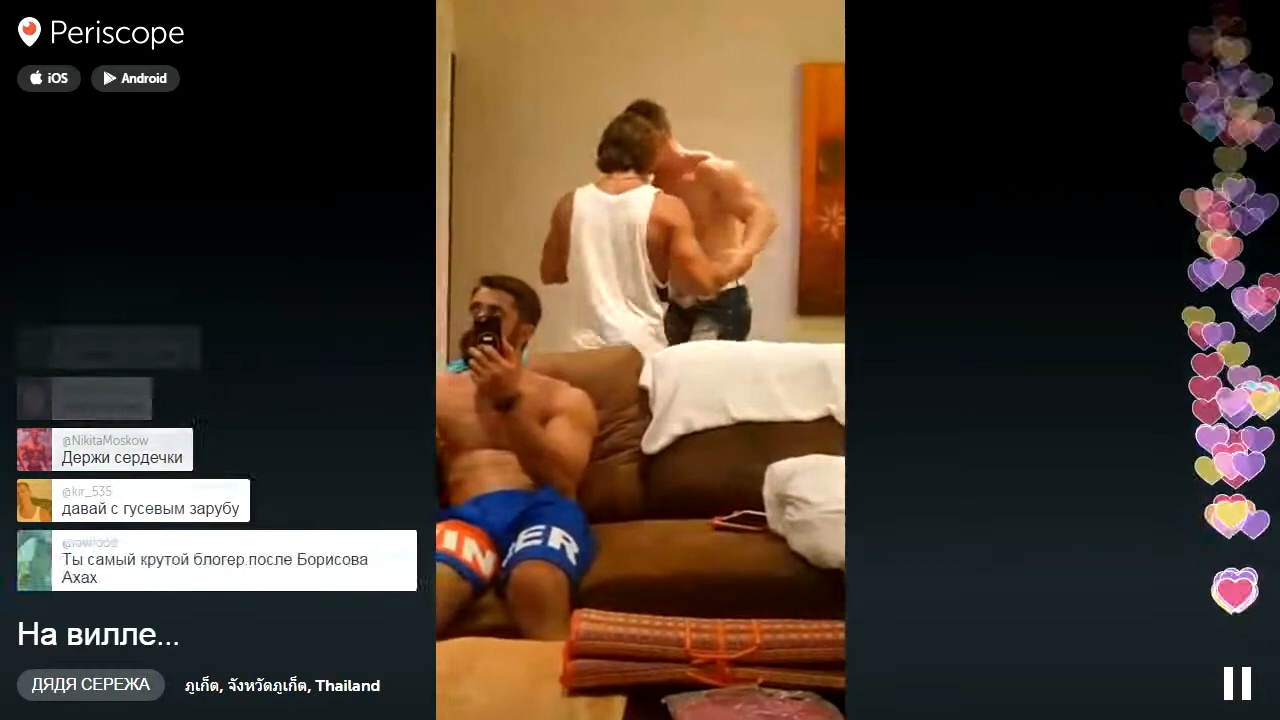 Periscope
iOS
Android
@NikitaMoskow
Держи сердечки
@kir_535
давай с гусевым зарубу
Ты самый крутой блогер.после Борисова
Ахах
На вилле...
ДЯДЯ СЕРЕЖА
ภูเก็ต, จังหวัดภูเก็ต, Thailand